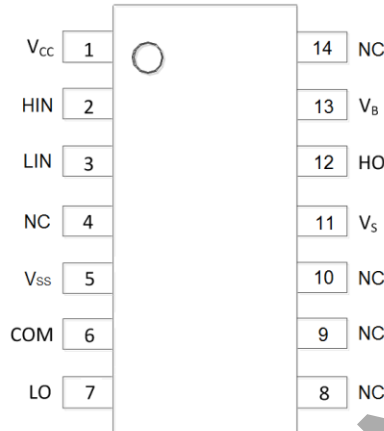 VCC 1 14 NC
HIN 2 13 VB
LIN 3 12 HO
NC 4 11 VS
VSS 5 10 NC
COM 6 9 NC
LO 7 8 NC